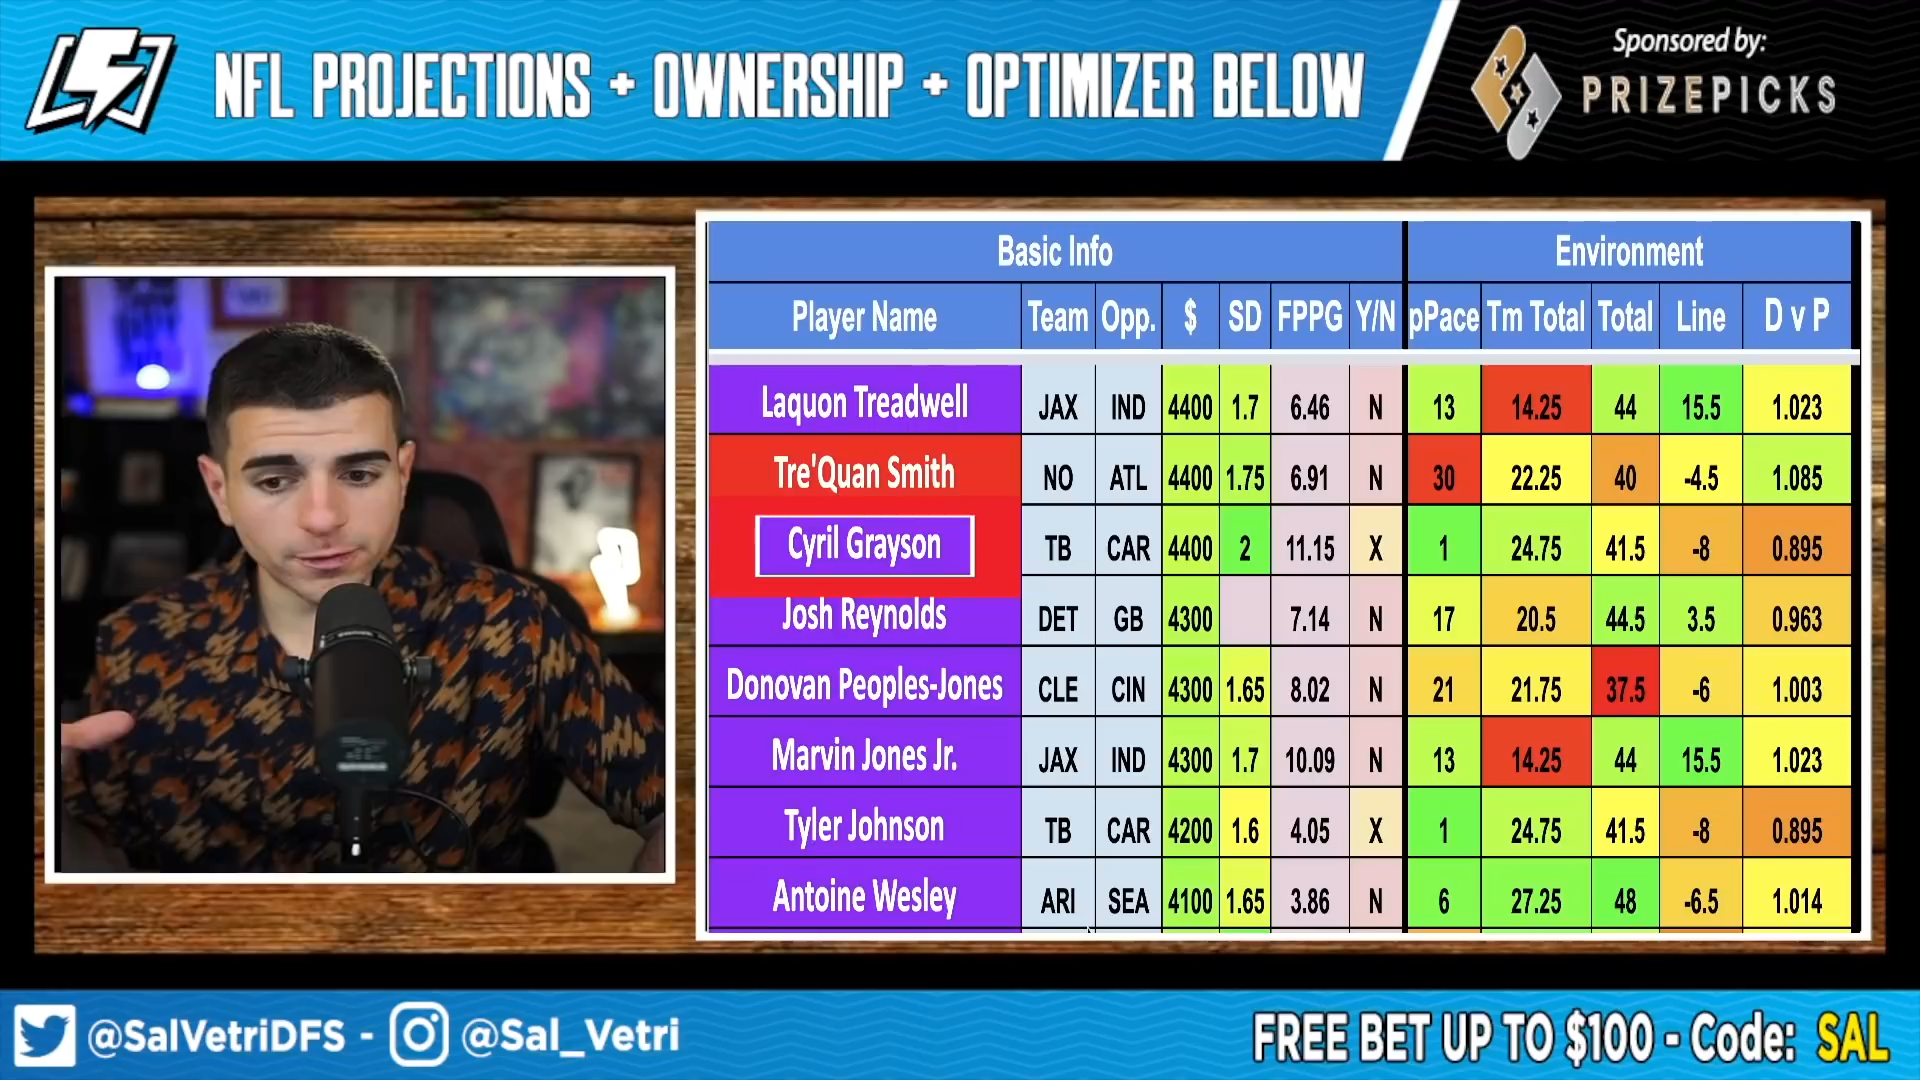 NFL PROJECTIONS + OWNERSHIP + OPTIMIZER BELOW
Sponsored by:
PRIZEPICKS
Basic Info Environment
Player Name Team Opp. $ SD FPPG Y/N pPace Tm Total Total Line D v P
Laquon Treadwell JAX IND 4400 1.7 6.46 N 13 14.25 44 15.5 1.023
Tre'Quan Smith NO ATL 4400 1.75 6.91 N 30 22.25 40 -4.5 1.085
Cyril Grayson TB CAR 4400 2 11.15 X 1 24.75 41.5 -8 0.895
Josh Reynolds DET GB 4300 7.14 N 17 20.5 44.5 3.5 0.963
Donovan Peoples-Jones CLE CIN 4300 1.65 8.02 N 21 21.75 37.5 -6 1.003
Marvin Jones Jr. JAX IND 4300 1.7 10.09 N 13 14.25 44 15.5 1.023
Tyler Johnson TB CAR 4200 1.6 4.05 X 1 24.75 41.5 -8 0.895
Antoine Wesley ARI SEA 4100 1.65 3.86 N 6 27.25 48 -6.5 1.014
@SalVetriDFS - @Sal_Vetri
FREE BET UP TO $100 - Code: SAL